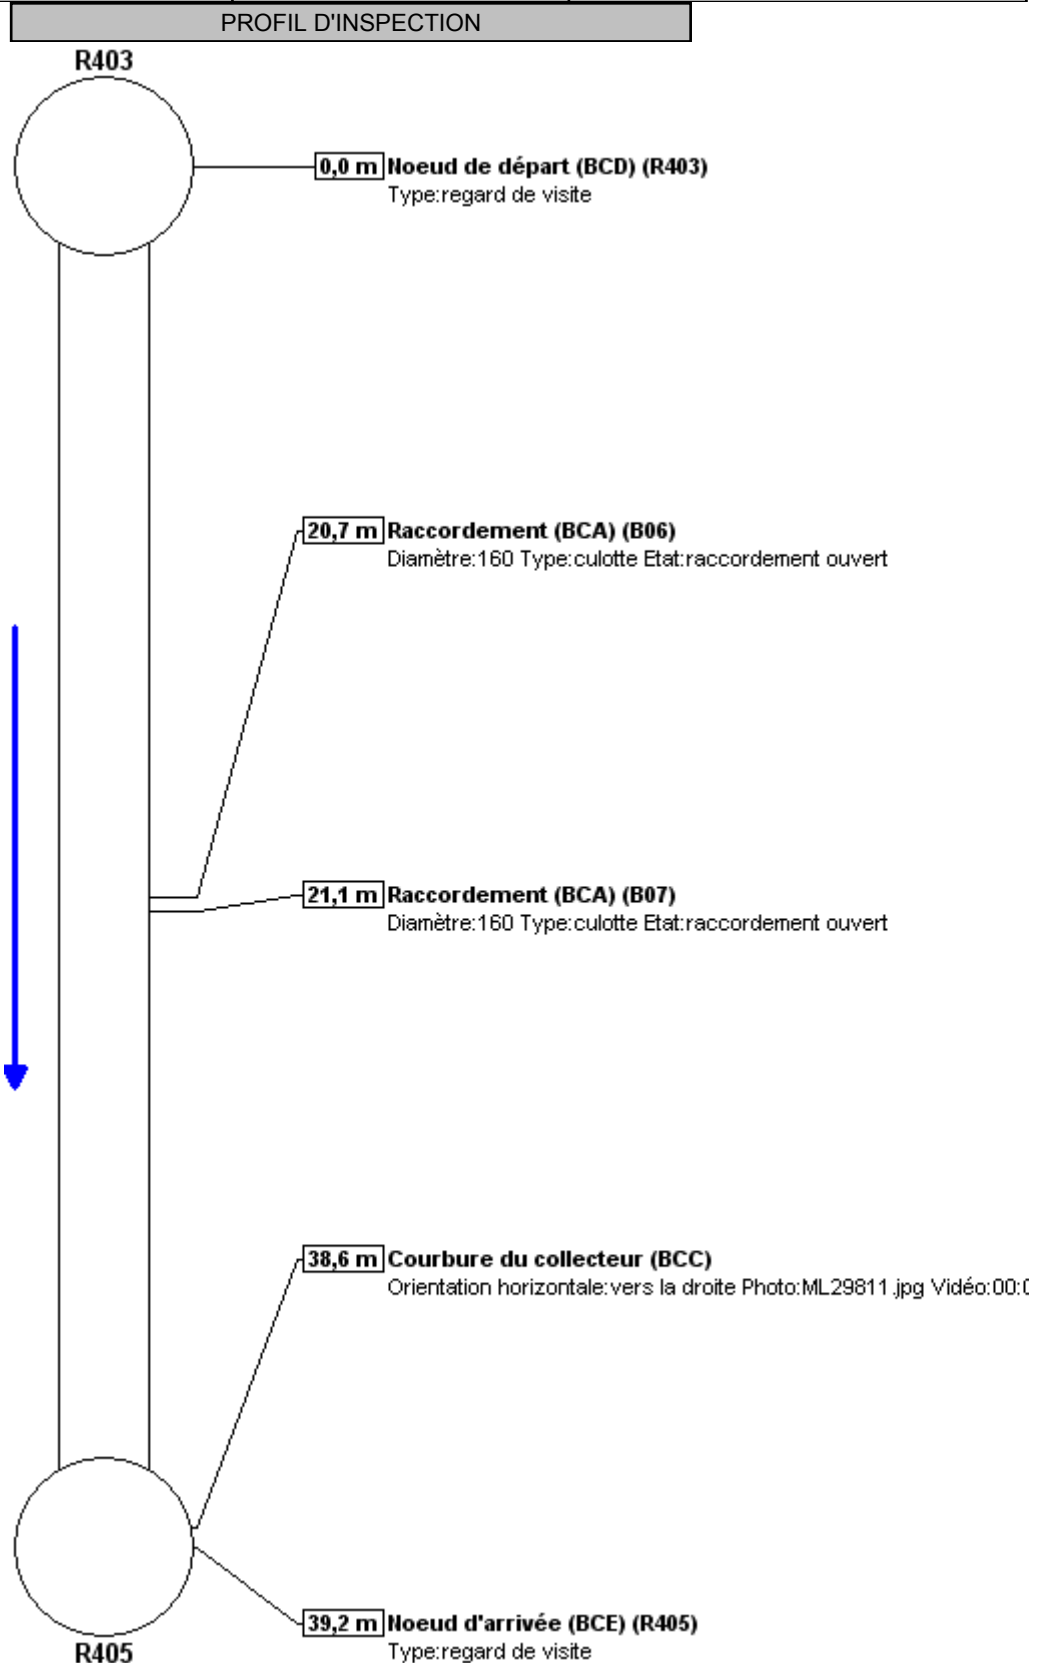 PROFIL D'INSPECTION
R403
0,0 m Noeud de départ (BCD) (R403)
Type:regard de visite
20,7 m Raccordement (BCA) (B06)
Diamètre:160 Type:culotte Etat:raccordement ouvert
21,1 m Raccordement (BCA) (B07)
Diamètre:160 Type:culotte Etat:raccordement ouvert
38,6 m Courbure du collecteur (BCC)
Orientation horizontale:vers la droite Photo:ML29811.jpg Vidéo:00:
39,2 m Noeud d'arrivée (BCE) (R405)
Type:regard de visite
R405